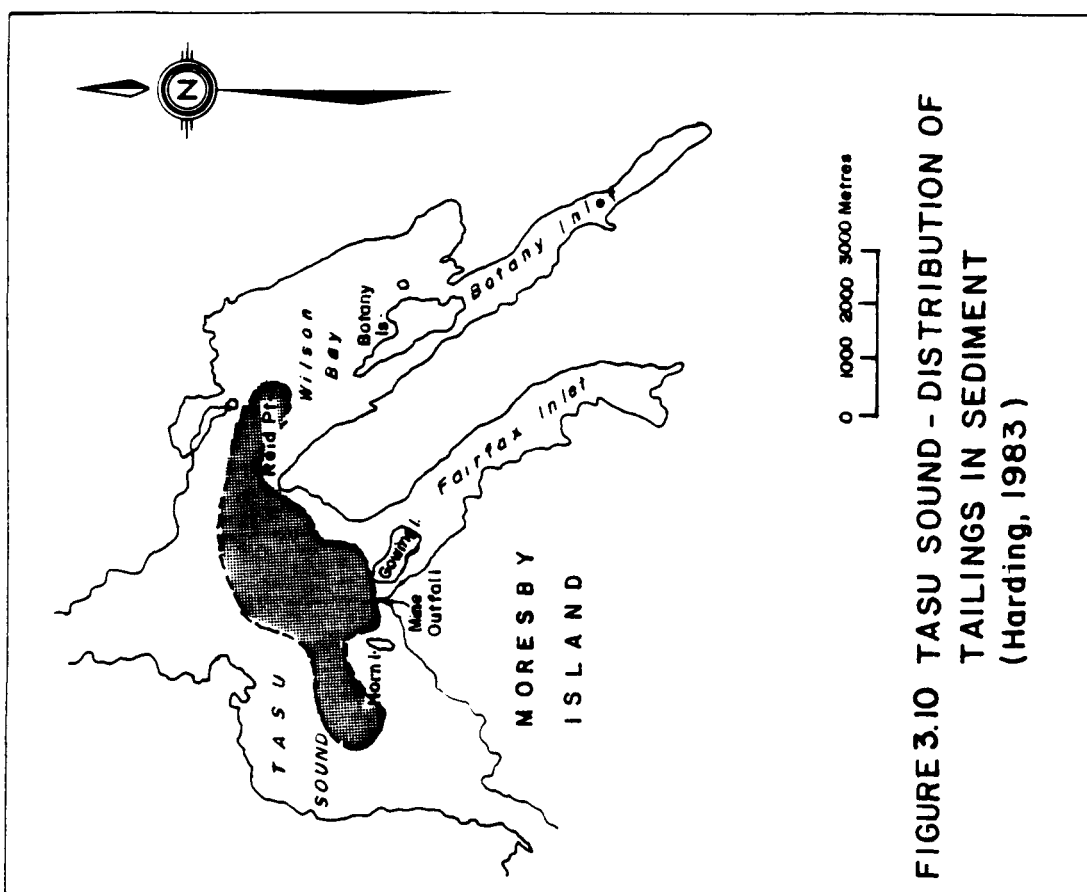 N
TASU
SOUND
Wilson
Bay
Botany
Is.
Reid Pt.
Botany Inlet
Fairfax Inlet
Gowing I.
Horn I.
Mine
Outfall
MORESBY
ISLAND
0 1000 2000 3000 Metres
FIGURE 3.10 TASU SOUND - DISTRIBUTION OF
TAILINGS IN SEDIMENT
(Harding, 1983)